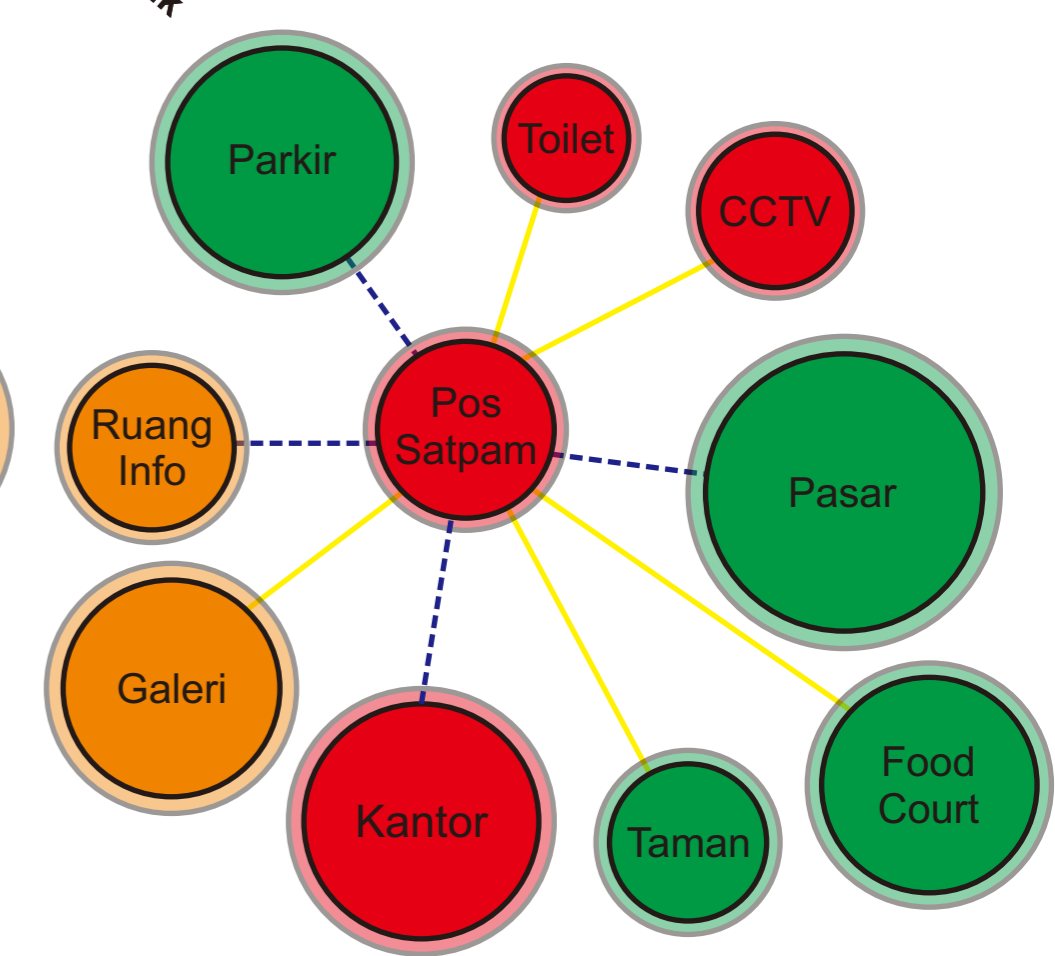 Parkir
Toilet
CCTV
Pos
Satpam
Ruang
Info
Pasar
Galeri
Kantor
Taman
Food
Court